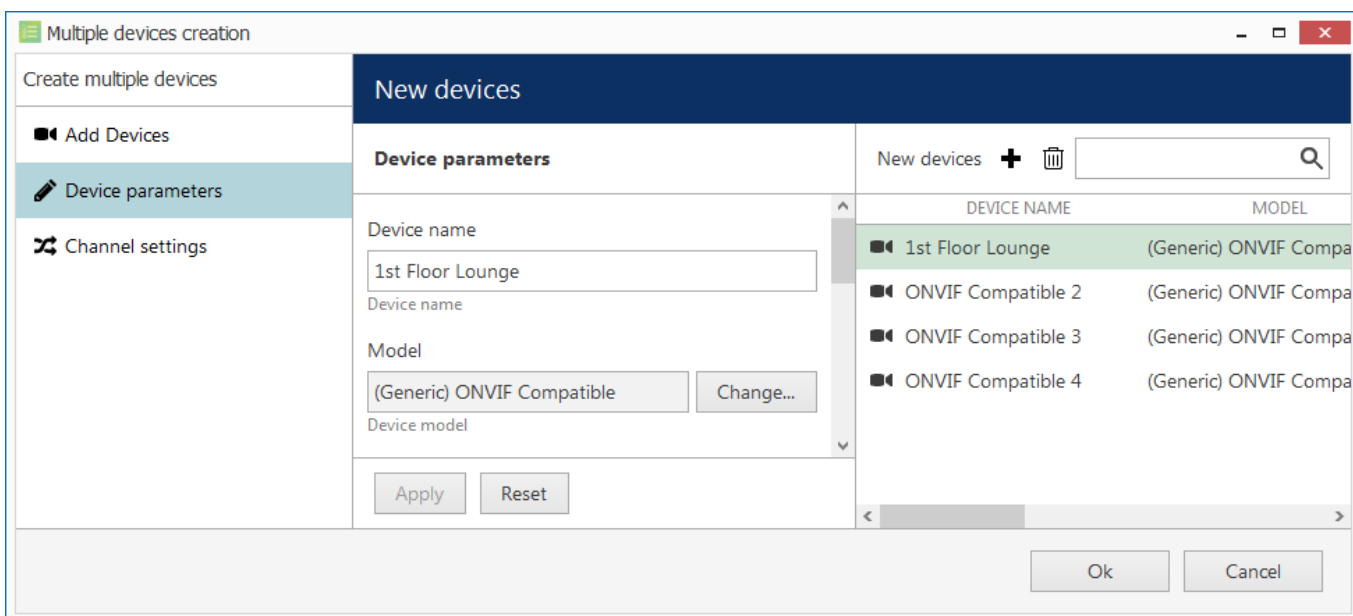 Multiple devices creation
Create multiple devices
Add Devices
Device parameters
Channel settings
New devices
Device parameters
Device name
1st Floor Lounge
Device name
Model
(Generic) ONVIF Compatible
Change...
Device model
Apply
Reset
New devices
DEVICE NAME MODEL
1st Floor Lounge (Generic) ONVIF Compa
ONVIF Compatible 2 (Generic) ONVIF Compa
ONVIF Compatible 3 (Generic) ONVIF Compa
ONVIF Compatible 4 (Generic) ONVIF Compa
Ok
Cancel